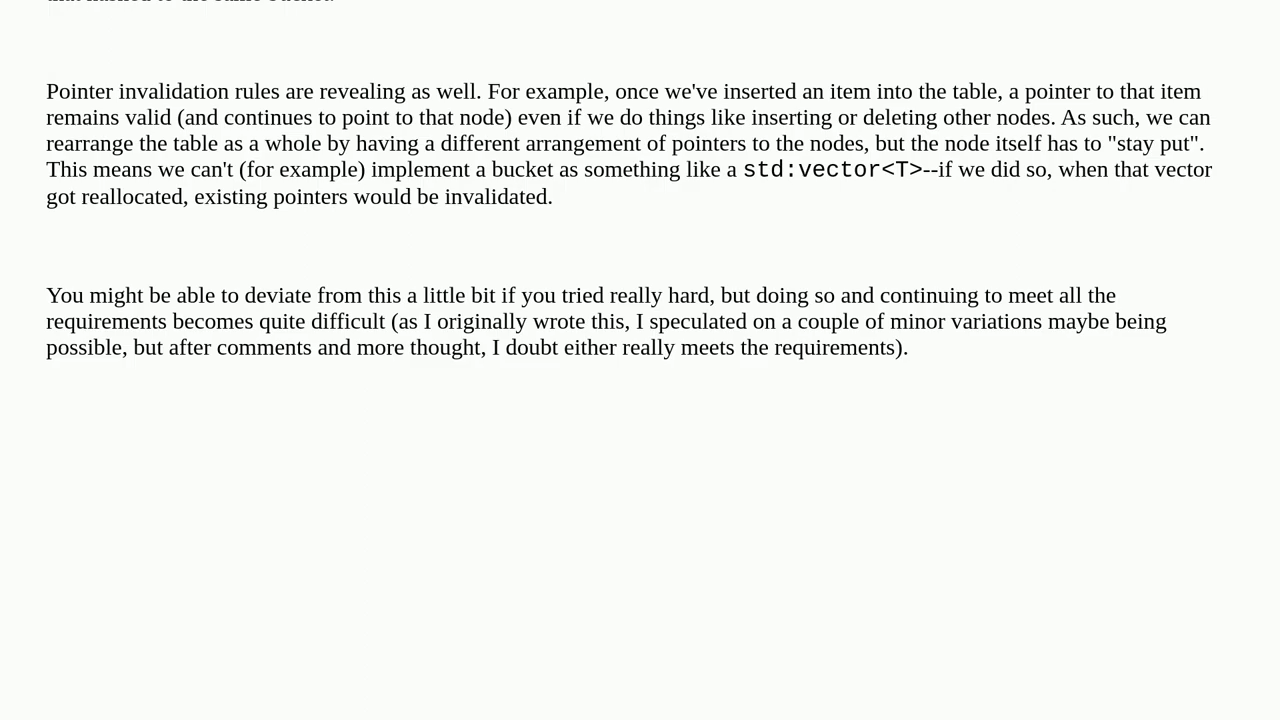 Pointer invalidation rules are revealing as well. For example, once we've inserted an item into the table, a pointer to that item
remains valid (and continues to point to that node) even if we do things like inserting or deleting other nodes. As such, we can
rearrange the table as a whole by having a different arrangement of pointers to the nodes, but the node itself has to "stay put".
This means we can't (for example) implement a bucket as something like a std:vector<T>--if we did so, when that vector
got reallocated, existing pointers would be invalidated.
You might be able to deviate from this a little bit if you tried really hard, but doing so and continuing to meet all the
requirements becomes quite difficult (as I originally wrote this, I speculated on a couple of minor variations maybe being
possible, but after comments and more thought, I doubt either really meets the requirements).